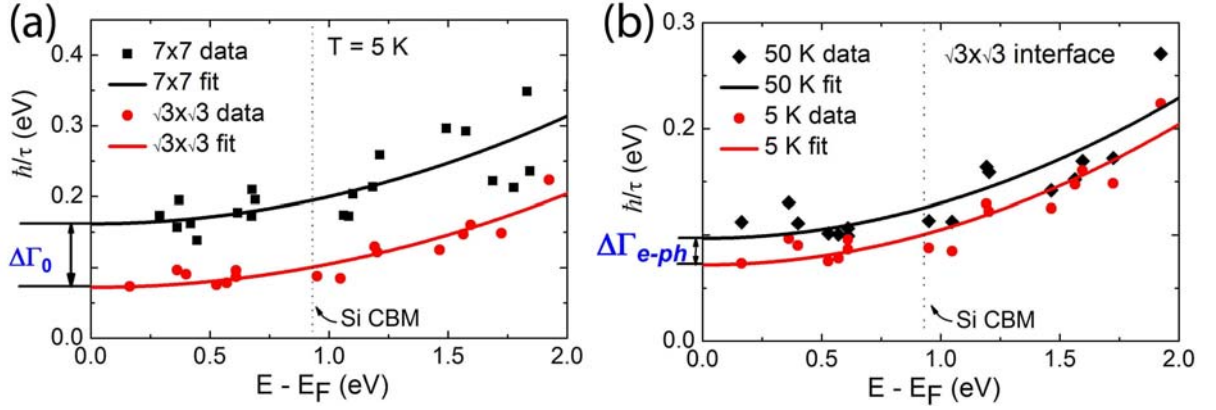 (a)
0.4
0.3
0.2
0.1
0.0
ħ/τ (eV)
7x7 data
7x7 fit
√3x√3 data
√3x√3 fit
T = 5 K
ΔΓ0
Si CBM
0.0 0.5 1.0 1.5 2.0
E - EF (eV)
(b)
0.3
0.2
0.1
0.0
ħ/τ (eV)
50 K data
50 K fit
5 K data
5 K fit
√3x√3 interface
ΔΓe-ph
Si CBM
0.0 0.5 1.0 1.5 2.0
E - EF (eV)